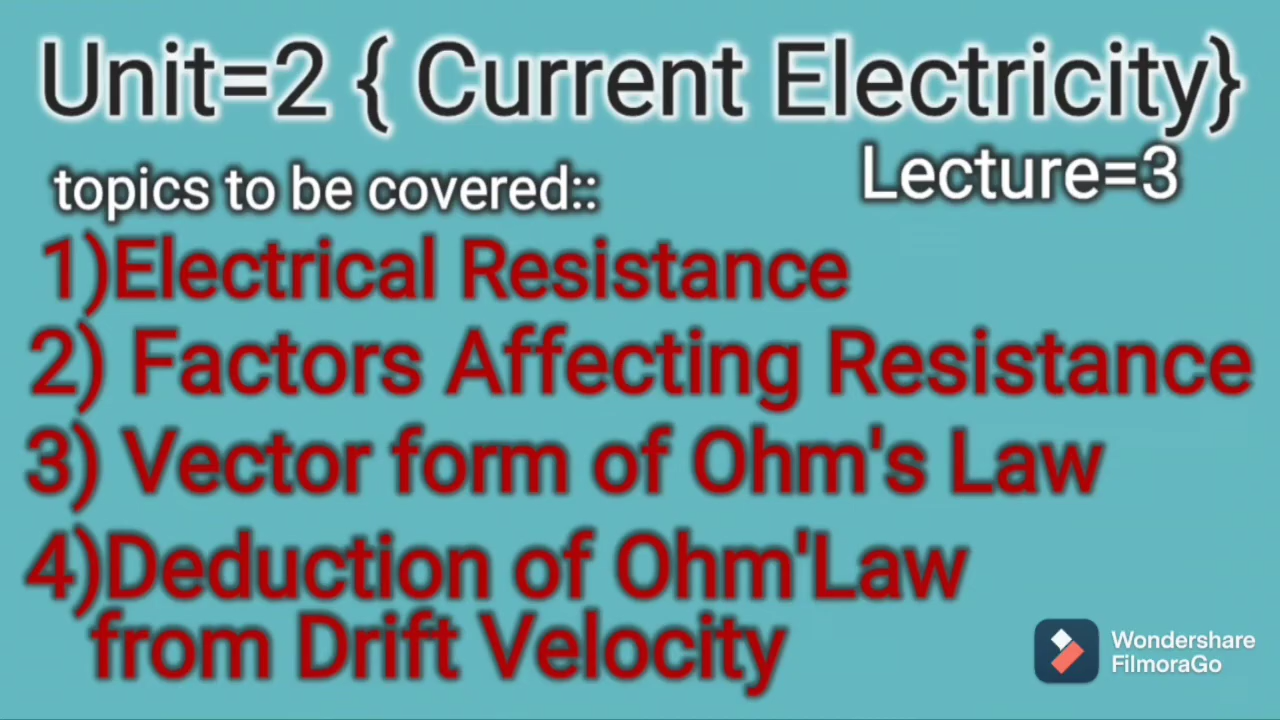 Unit=2 { Current Electricity}
Lecture=3
topics to be covered::
1)Electrical Resistance
2) Factors Affecting Resistance
3) Vector form of Ohm's Law
4)Deduction of Ohm'Law
from Drift Velocity
Wondershare
FilmoraGo